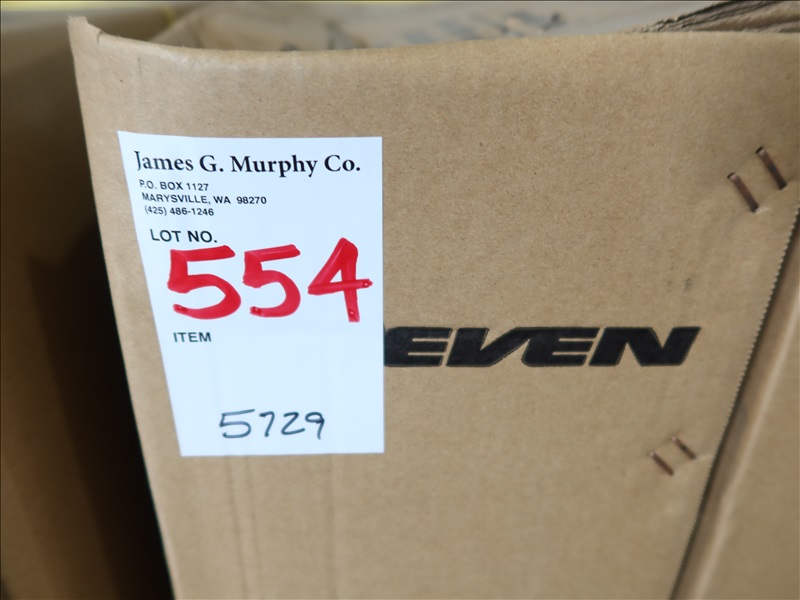 James G. Murphy Co.
P.O. BOX 1127
MARYSVILLE, WA 98270
(425) 486-1246
LOT NO.
554
ITEM
5729
EVEN